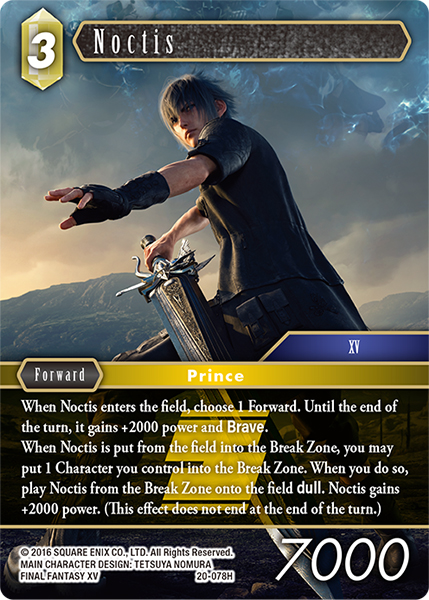 3
Noctis
XV
Forward
Prince
When Noctis enters the field, choose 1 Forward. Until the end of
the turn, it gains +2000 power and Brave.
When Noctis is put from the field into the Break Zone, you may
put 1 Character you control into the Break Zone. When you do so,
play Noctis from the Break Zone onto the field dull. Noctis gains
+2000 power. (This effect does not end at the end of the turn.)
© 2016 SQUARE ENIX CO., LTD. All Rights Reserved.
MAIN CHARACTER DESIGN: TETSUYA NOMURA
FINAL FANTASY XV
20-078H
7000